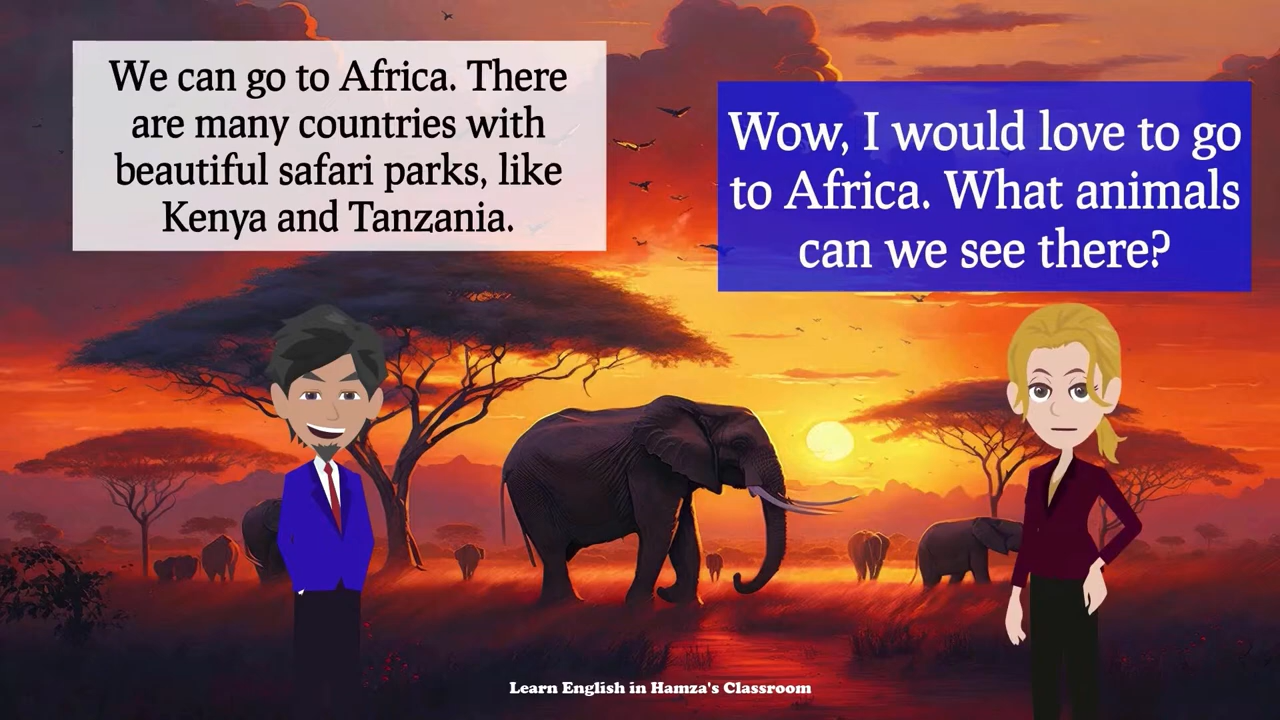 We can go to Africa. There
are many countries with
beautiful safari parks, like
Kenya and Tanzania.
Wow, I would love to go
to Africa. What animals
can we see there?
Learn English in Hamza's Classroom